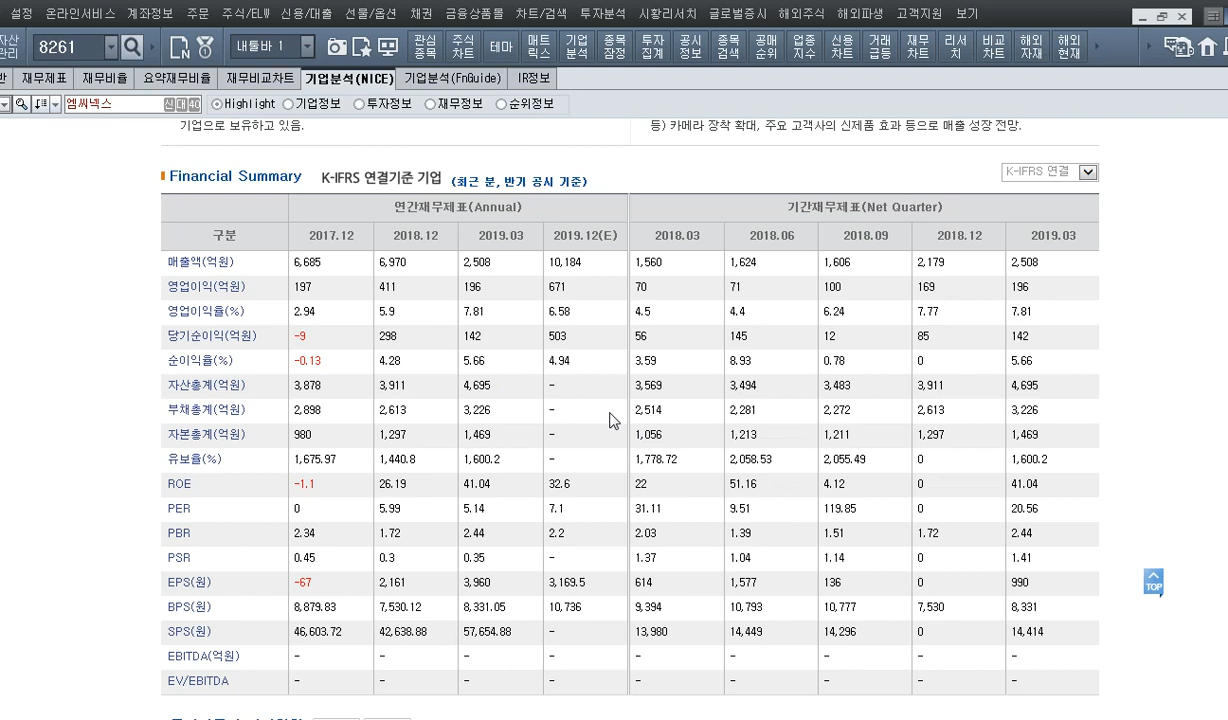 설정 온라인서비스 계좌정보 주문 주식/ELW 신용/대출 선물/옵션 채권 금융상품몰 차트/검색 투자분석 시황리서치 글로벌증시 해외주식 해외파생 고객지원 보기
자산관리 8261 내툴바 1 관심종목 주식차트 테마 매트릭스 기업분석 종목잠정 투자집계 공시정보 종목검색 공매순위 업종지수 신용차트 거래급등 재무차트 리서치 비교차트 해외자재 해외현재
반 재무제표 재무비율 요약재무비율 재무비교차트 기업분석(NICE) 기업분석(FnGuide) IR정보
엠씨넥스 신 대 40 Highlight 기업정보 투자정보 재무정보 순위정보
기업으로 보유하고 있음. 등) 카메라 장착 확대, 주요 고객사의 신제품 효과 등으로 매출 성장 전망.
Financial Summary K-IFRS 연결기준 기업 (최근 분, 반기 공시 기준) K-IFRS 연결
연간재무제표(Annual) 기간재무제표(Net Quarter)
구분 2017.12 2018.12 2019.03 2019.12(E) 2018.03 2018.06 2018.09 2018.12 2019.03
매출액(억원) 6,685 6,970 2,508 10,184 1,560 1,624 1,606 2,179 2,508
영업이익(억원) 197 411 196 671 70 71 100 169 196
영업이익율(%) 2.94 5.9 7.81 6.58 4.5 4.4 6.24 7.77 7.81
당기순이익(억원) -9 298 142 503 56 145 12 85 142
순이익율(%) -0.13 4.28 5.66 4.94 3.59 8.93 0.78 0 5.66
자산총계(억원) 3,878 3,911 4,695 - 3,569 3,494 3,483 3,911 4,695
부채총계(억원) 2,898 2,613 3,226 - 2,514 2,281 2,272 2,613 3,226
자본총계(억원) 980 1,297 1,469 - 1,056 1,213 1,211 1,297 1,469
유보율(%) 1,675.97 1,440.8 1,600.2 - 1,778.72 2,058.53 2,055.49 0 1,600.2
ROE -1.1 26.19 41.04 32.6 22 51.16 4.12 0 41.04
PER 0 5.99 5.14 7.1 31.11 9.51 119.85 0 20.56
PBR 2.34 1.72 2.44 2.2 2.03 1.39 1.51 1.72 2.44
PSR 0.45 0.3 0.35 - 1.37 1.04 1.14 0 1.41
EPS(원) -67 2,161 3,960 3,169.5 614 1,577 136 0 990
BPS(원) 8,879.83 7,530.12 8,331.05 10,736 9,394 10,793 10,777 7,530 8,331
SPS(원) 46,603.72 42,638.88 57,654.88 - 13,980 14,449 14,296 0 14,414
EBITDA(억원) - - - - - - - - -
EV/EBITDA - - - - - - - - -
TOP